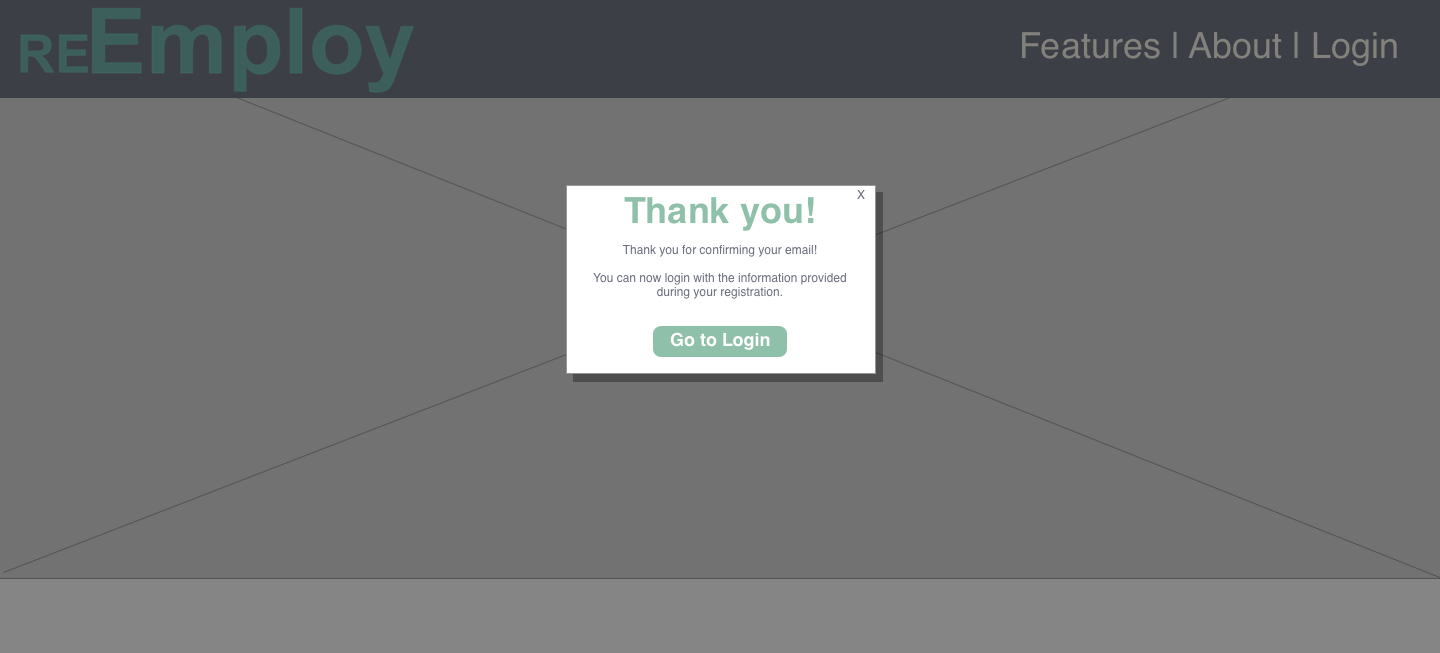 REEmploy
Features | About | Login
X
Thank you!
Thank you for confirming your email!
You can now login with the information provided
during your registration.
Go to Login